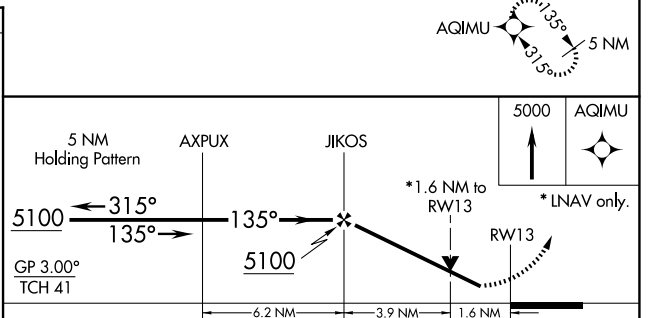 AQIMU
135°
315°
5 NM
5000
AQIMU
5 NM
Holding Pattern
AXPUX
JIKOS
*1.6 NM to
RW13
* LNAV only.
5100
315°
135°
135°
5100
RW13
GP 3.00°
TCH 41
6.2 NM
3.9 NM
1.6 NM